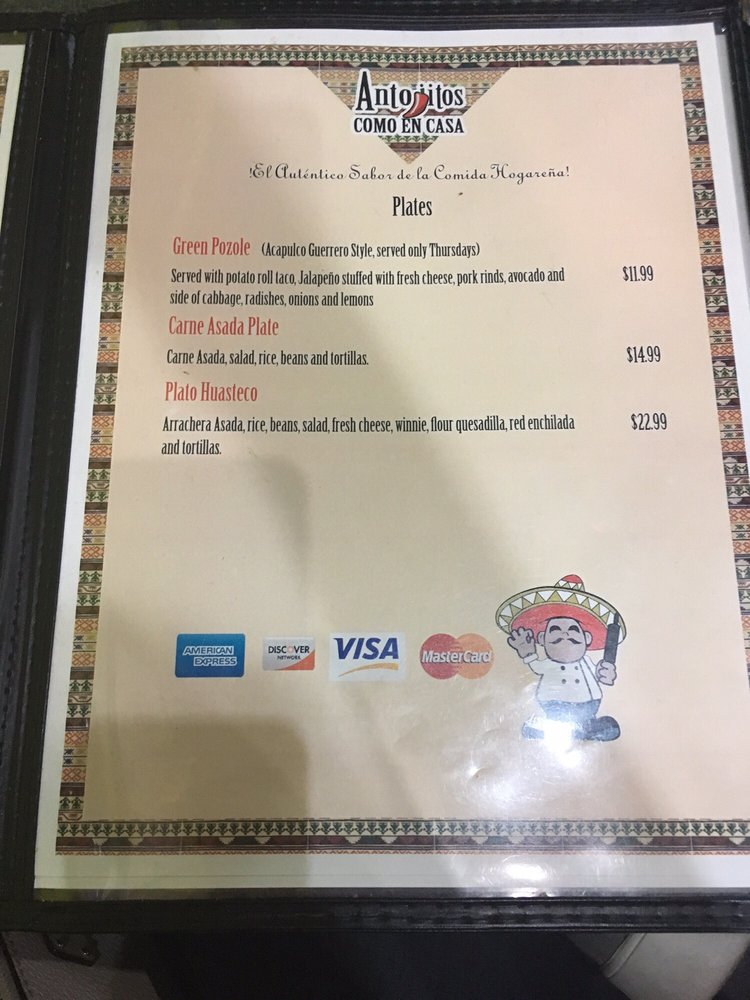 Antojitos
COMO EN CASA
!El Auténtico Sabor de la Comida Hogareña!
Plates
Green Pozole (Acapulco Guerrero Style, served only Thursdays)
Served with potato roll taco, Jalapeño stuffed with fresh cheese, pork rinds, avocado and $11.99
side of cabbage, radishes, onions and lemons
Carne Asada Plate
Carne Asada, salad, rice, beans and tortillas. $14.99
Plato Huasteco
Arrachera Asada, rice, beans, salad, fresh cheese, winnie, flour quesadilla, red enchilada $22.99
and tortillas.
AMERICAN EXPRESS
DISCOVER
NETWORK
VISA
MasterCard